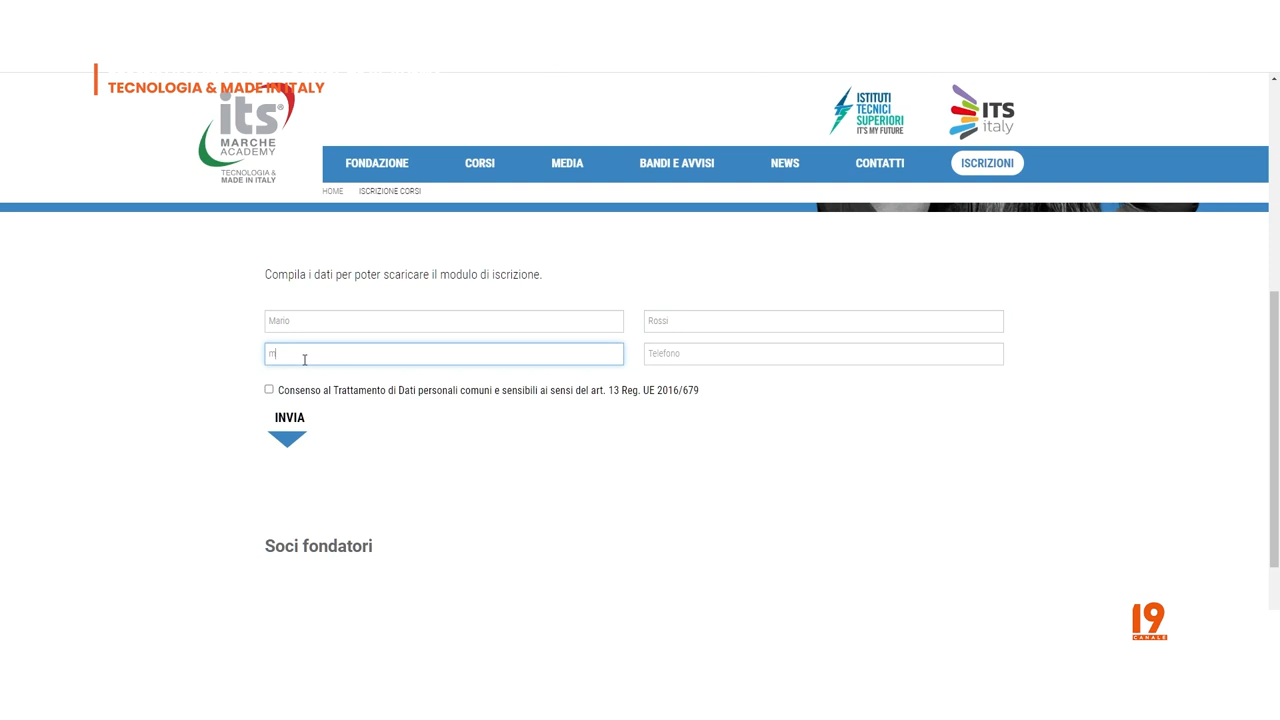 TECNOLOGIA & MADE IN ITALY
its®
MARCHE
ACADEMY
TECNOLOGIA &
MADE IN ITALY
ISTITUTI
TECNICI
SUPERIORI
IT'S MY FUTURE
ITS
italy
FONDAZIONE CORSI MEDIA BANDI E AVVISI NEWS CONTATTI ISCRIZIONI
HOME ISCRIZIONE CORSI
Compila i dati per poter scaricare il modulo di iscrizione.
Mario Rossi
m Telefono
Consenso al Trattamento di Dati personali comuni e sensibili ai sensi del art. 13 Reg. UE 2016/679
INVIA
Soci fondatori
19
CANALE